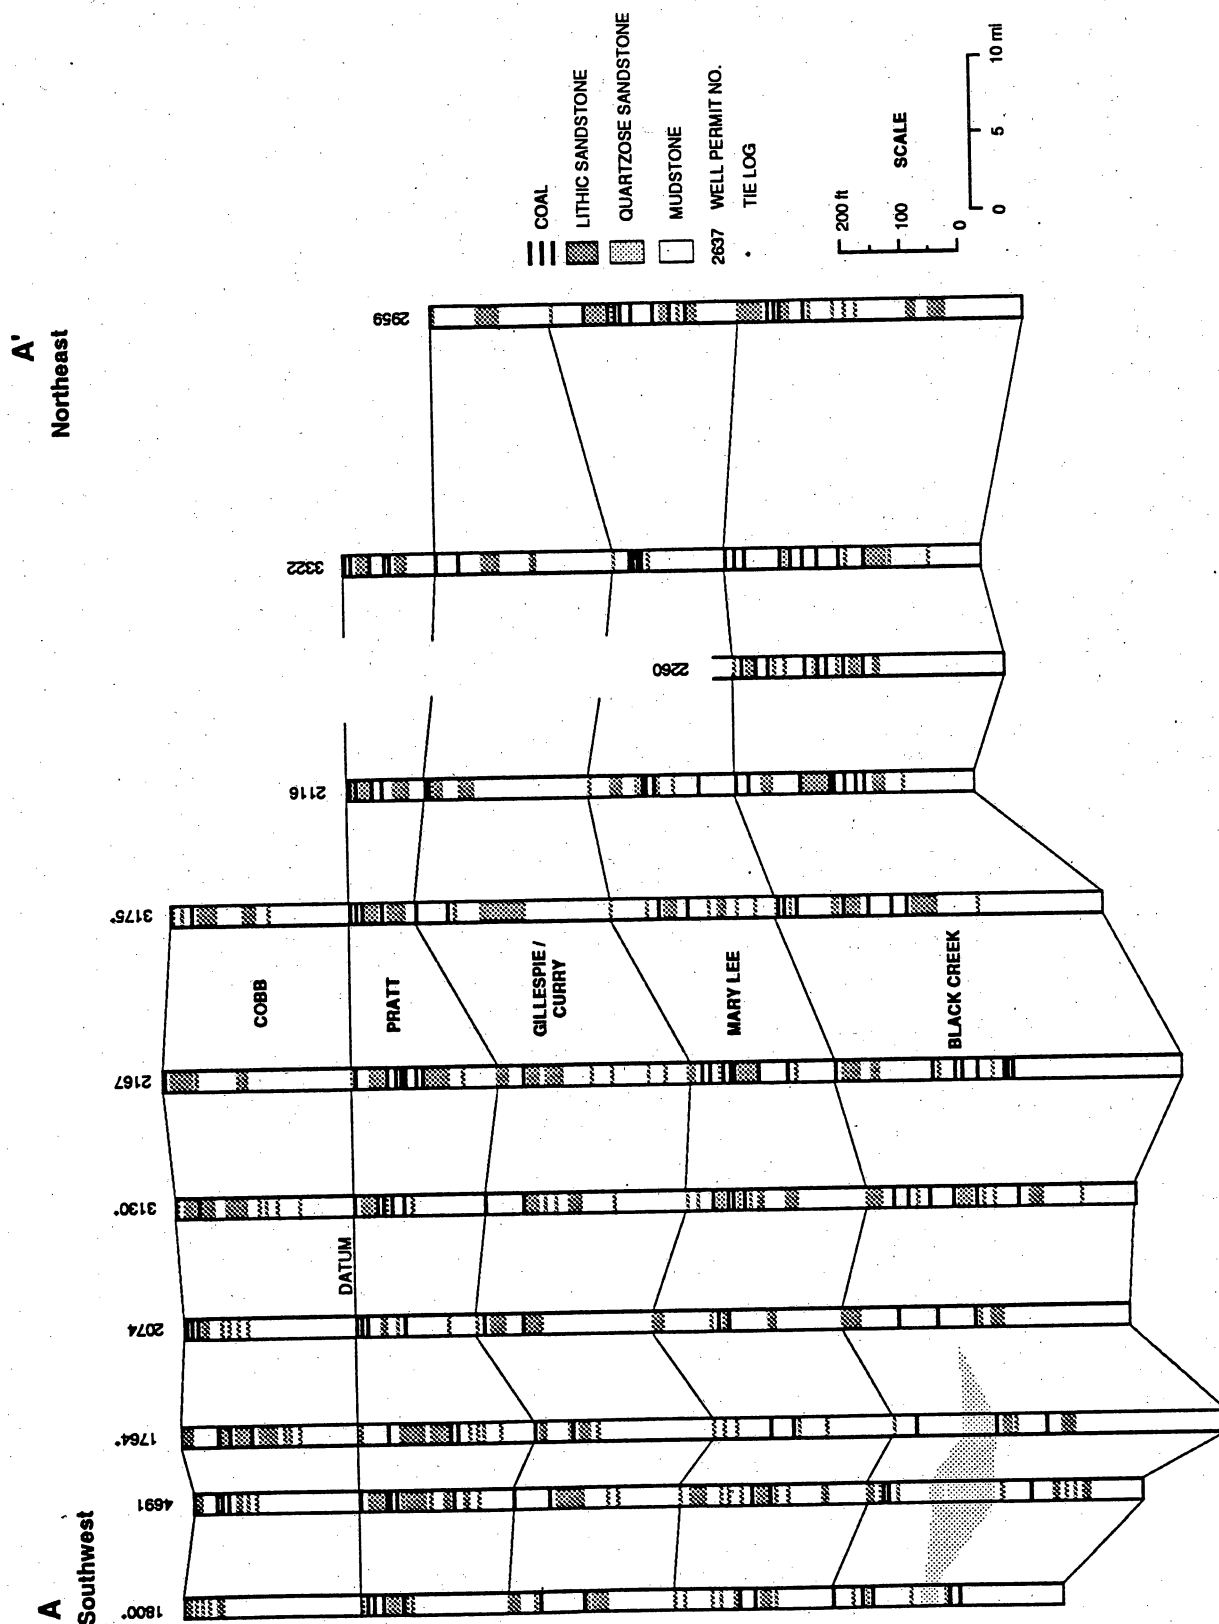 A'
Northeast
A
Southwest
1800*
4691
1764*
2074
3130*
2167
3175*
2116
2260
3322
2959
DATUM
COBB
PRATT
GILLESPIE /
CURRY
MARY LEE
BLACK CREEK
COAL
LITHIC SANDSTONE
QUARTZOSE SANDSTONE
MUDSTONE
2637 WELL PERMIT NO.
• TIE LOG
SCALE
200 ft
100
0
0 5 10 mi